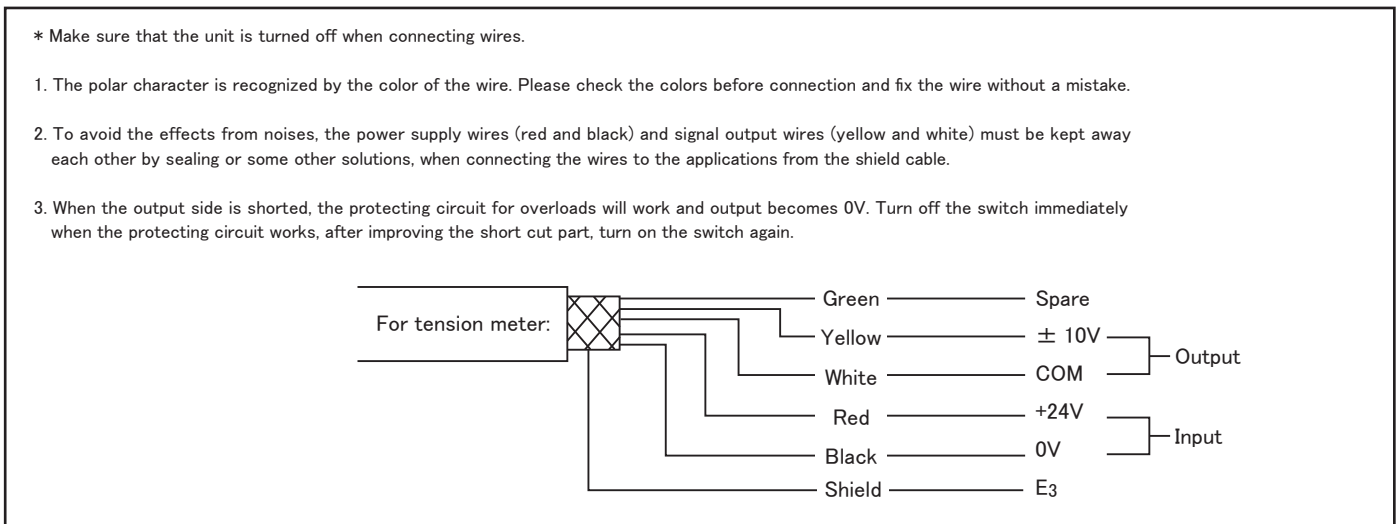 * Make sure that the unit is turned off when connecting wires.
1. The polar character is recognized by the color of the wire. Please check the colors before connection and fix the wire without a mistake.
2. To avoid the effects from noises, the power supply wires (red and black) and signal output wires (yellow and white) must be kept away
each other by sealing or some other solutions, when connecting the wires to the applications from the shield cable.
3. When the output side is shorted, the protecting circuit for overloads will work and output becomes 0V. Turn off the switch immediately
when the protecting circuit works, after improving the short cut part, turn on the switch again.
For tension meter:
Green Spare
Yellow ± 10V
Output
White COM
Red +24V
Input
Black 0V
Shield E3